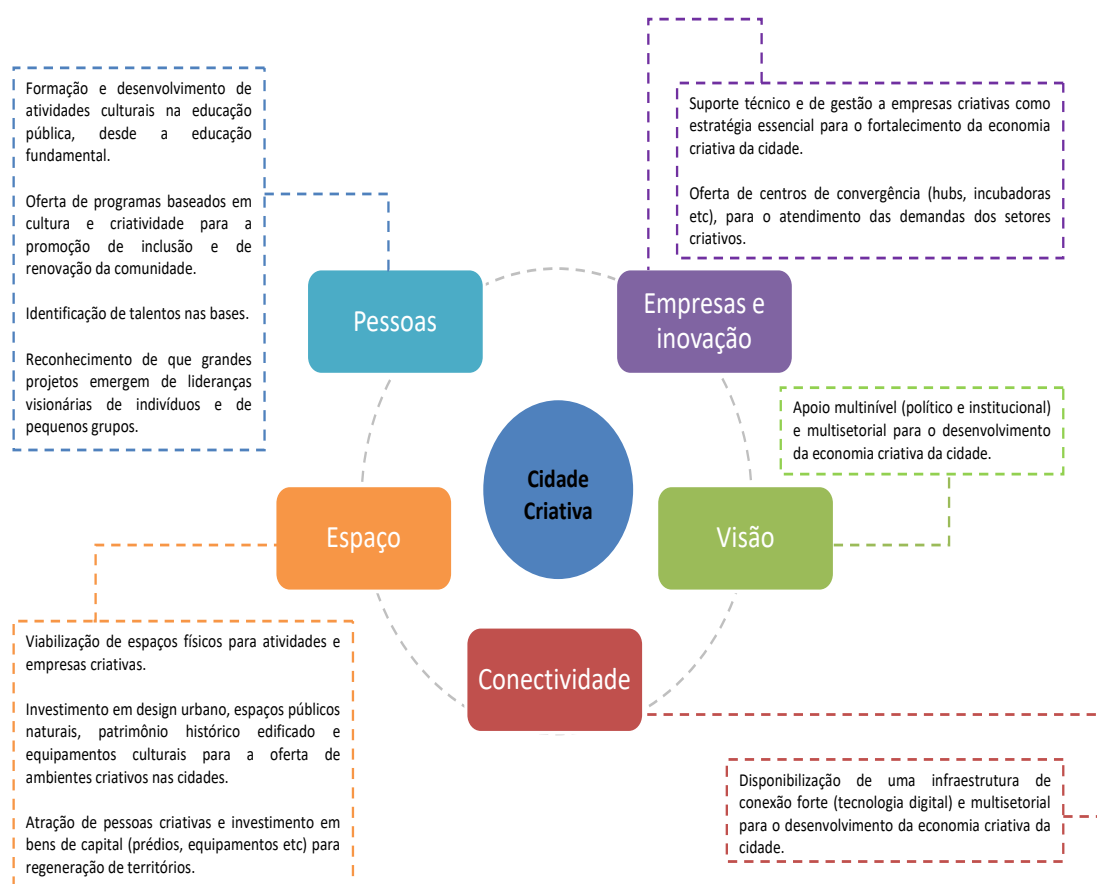 Formação e desenvolvimento de
atividades culturais na educação
pública, desde a educação
fundamental.
Oferta de programas baseados em
cultura e criatividade para a
promoção de inclusão e de
renovação da comunidade.
Identificação de talentos nas bases.
Reconhecimento de que grandes
projetos emergem de lideranças
visionárias de indivíduos e de
pequenos grupos.
Suporte técnico e de gestão a empresas criativas como
estratégia essencial para o fortalecimento da economia
criativa da cidade.
Oferta de centros de convergência (hubs, incubadoras
etc), para o atendimento das demandas dos setores
criativos.
Pessoas
Empresas e
inovação
Apoio multinível (político e institucional)
e multisetorial para o desenvolvimento
da economia criativa da cidade.
Cidade
Criativa
Espaço
Visão
Conectividade
Viabilização de espaços físicos para atividades e
empresas criativas.
Investimento em design urbano, espaços públicos
naturais, patrimônio histórico edificado e
equipamentos culturais para a oferta de
ambientes criativos nas cidades.
Atração de pessoas criativas e investimento em
bens de capital (prédios, equipamentos etc) para
regeneração de territórios.
Disponibilização de uma infraestrutura de
conexão forte (tecnologia digital) e multisetorial
para o desenvolvimento da economia criativa da
cidade.